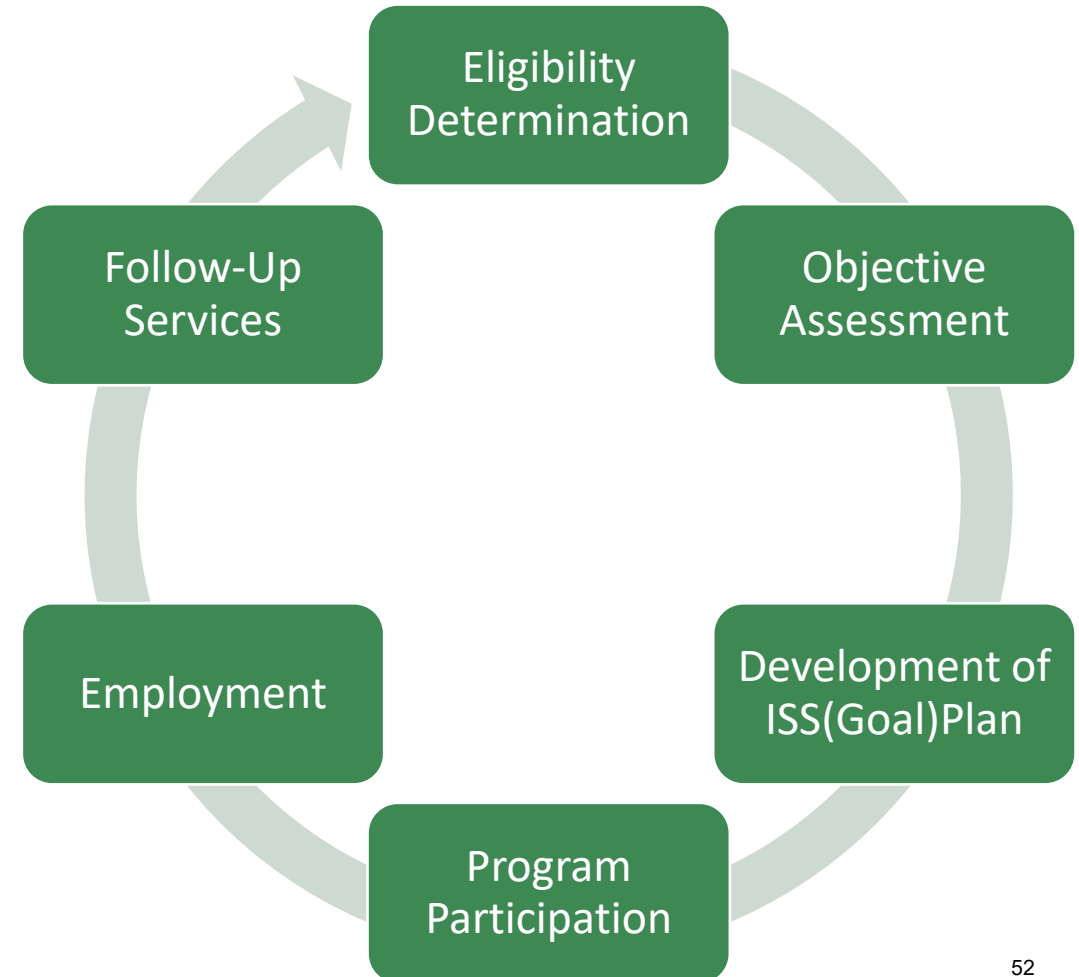 Eligibility
Determination
Objective
Assessment
Development of
ISS(Goal)Plan
Program
Participation
Employment
Follow-Up
Services
52